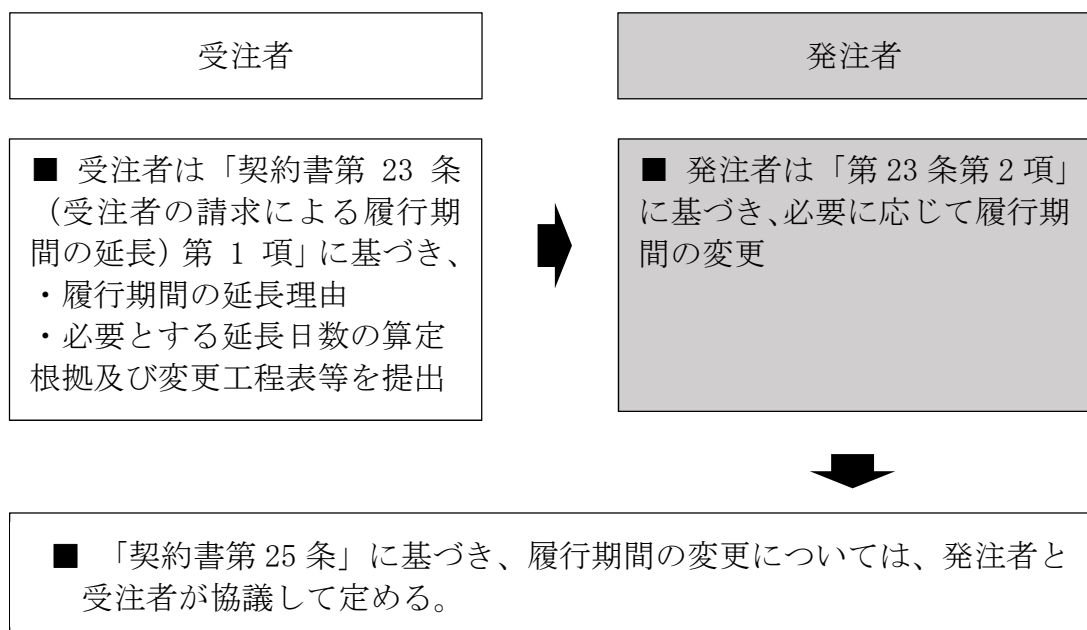 受注者
発注者
■ 受注者は「契約書第 23 条
（受注者の請求による履行期
間の延長）第 1 項」に基づき、
・履行期間の延長理由
・必要とする延長日数の算定
根拠及び変更工程表等を提出
■ 発注者は「第 23 条第 2 項」
に基づき、必要に応じて履行期
間の変更
■ 「契約書第 25 条」に基づき、履行期間の変更については、発注者と
受注者が協議して定める。